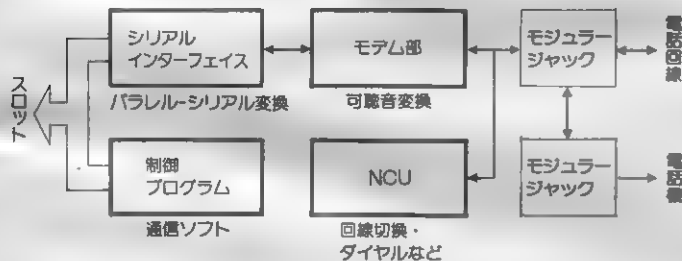 シリアル
インターフェイス
パラレル-シリアル変換
モデム部
可聴音変換
モジュラー
ジャック
電話回線
スロット
制御
プログラム
通信ソフト
NCU
回線切換・
ダイヤルなど
モジュラー
ジャック
電話機